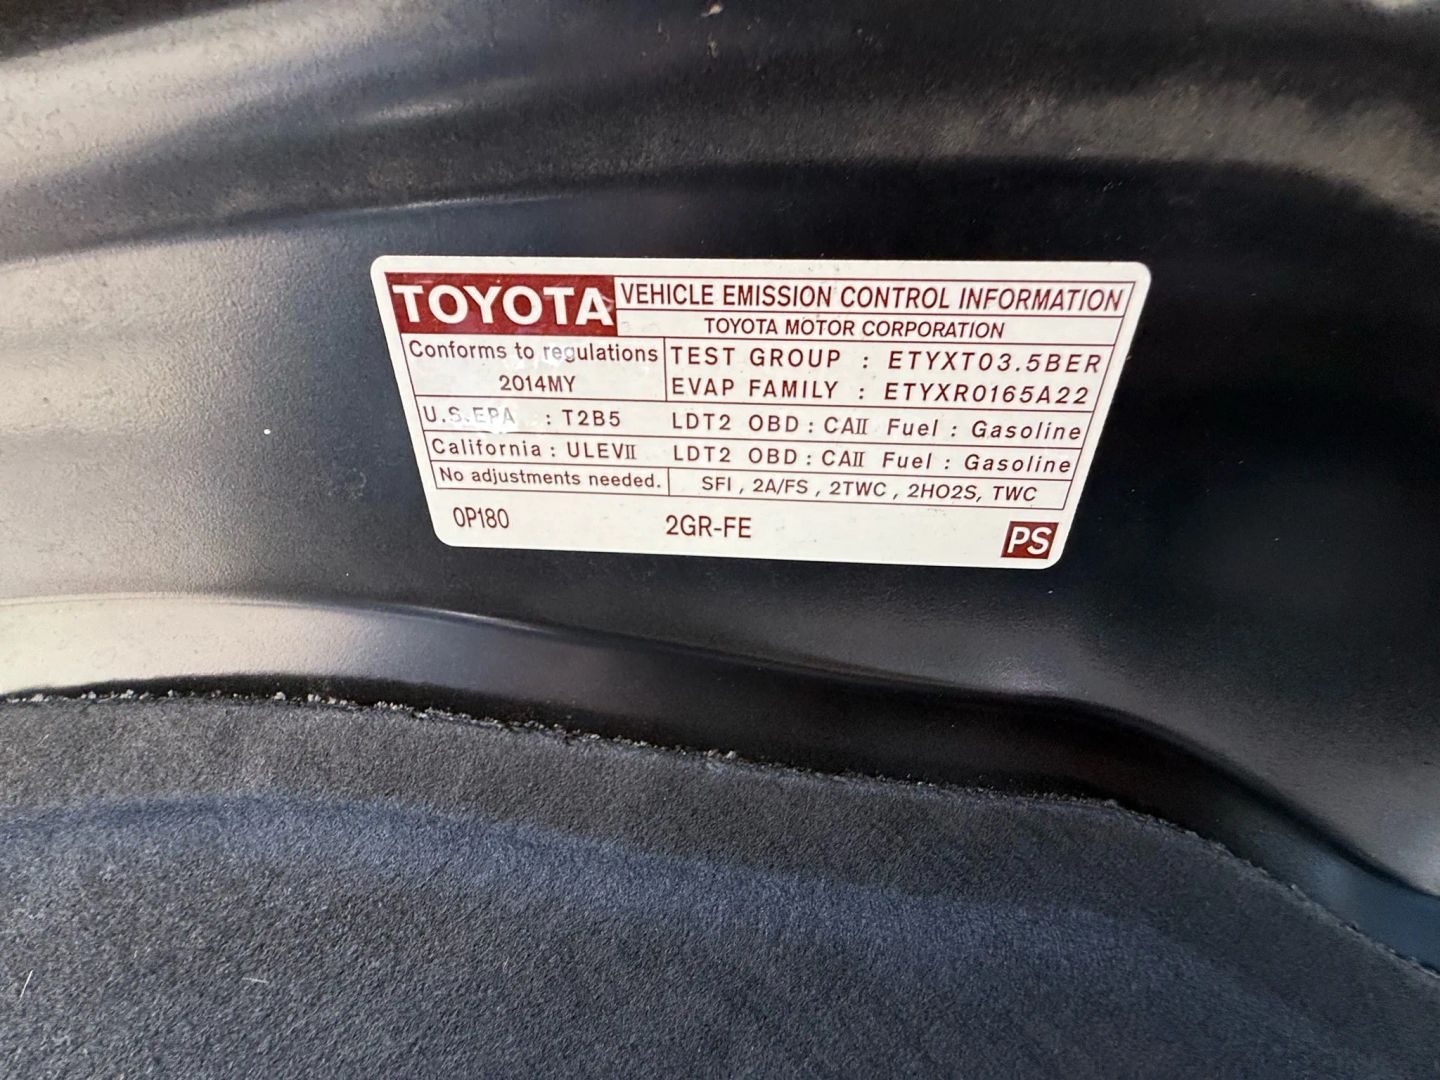 TOYOTA VEHICLE EMISSION CONTROL INFORMATION
TOYOTA MOTOR CORPORATION
Conforms to regulations TEST GROUP : ETYXT03.5BER
2014MY EVAP FAMILY : ETYXR0165A22
U.S.EPA : T2B5 LDT2 OBD : CAII Fuel : Gasoline
California : ULEVII LDT2 OBD : CAII Fuel : Gasoline
No adjustments needed. SFI , 2A/FS , 2TWC , 2HO2S, TWC
0P180 2GR-FE PS